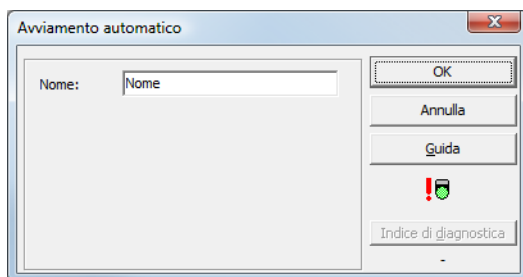 Avviamento automatico
Nome:
Nome
OK
Annulla
Guida
Indice di diagnostica
-